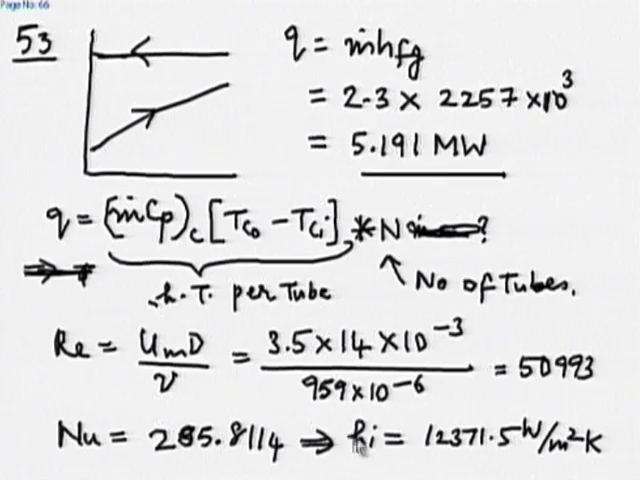 Page No: 66
53
q = ṁhfg
= 2.3 × 2257 × 10³
= 5.191 MW
q = (ṁCp)c [Tco - Tci] * N ?
h.T. per Tube
No of Tubes.
Re = UmD / ν = 3.5 × 14 × 10⁻³ / 959 × 10⁻⁶ = 50993
Nu = 285.8114 ⇒ hi = 12371.5 W/m²K